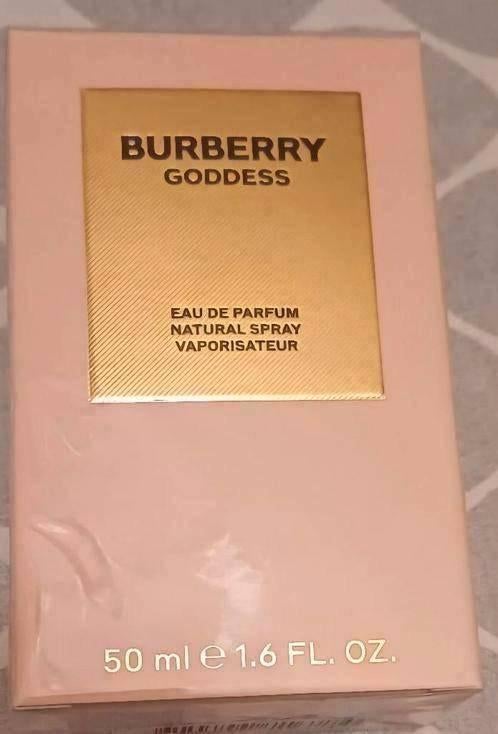 BURBERRY
GODDESS
EAU DE PARFUM
NATURAL SPRAY
VAPORISATEUR
50 ml ℮ 1.6 FL. OZ.